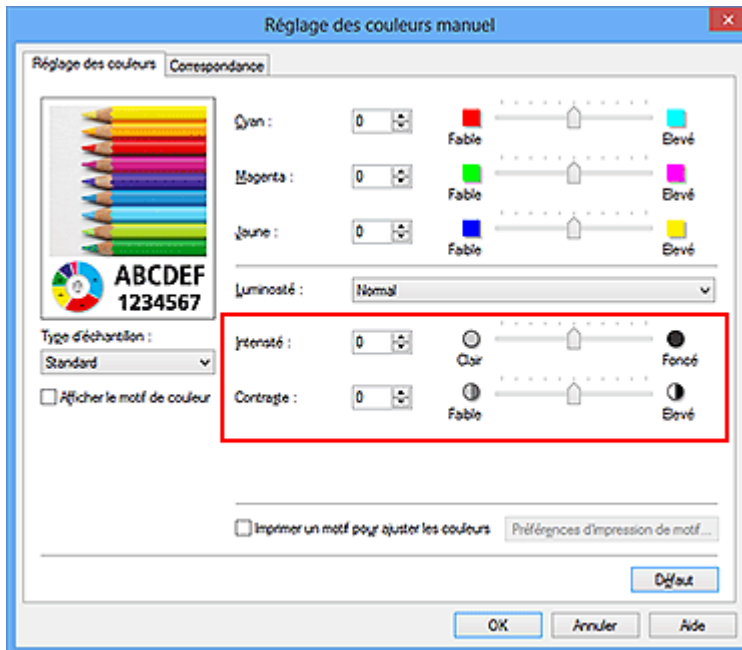 Réglage des couleurs manuel
Réglage des couleurs Correspondance
Cyan : 0 Faible Elevé
Magenta : 0 Faible Elevé
Jaune : 0 Faible Elevé
ABCDEF
1234567
Luminosité : Normal
Type d'échantillon :
Standard
Afficher le motif de couleur
Intensité : 0 Clair Foncé
Contraste : 0 Faible Elevé
Imprimer un motif pour ajuster les couleurs Préférences d'impression de motif...
Défaut
OK Annuler Aide